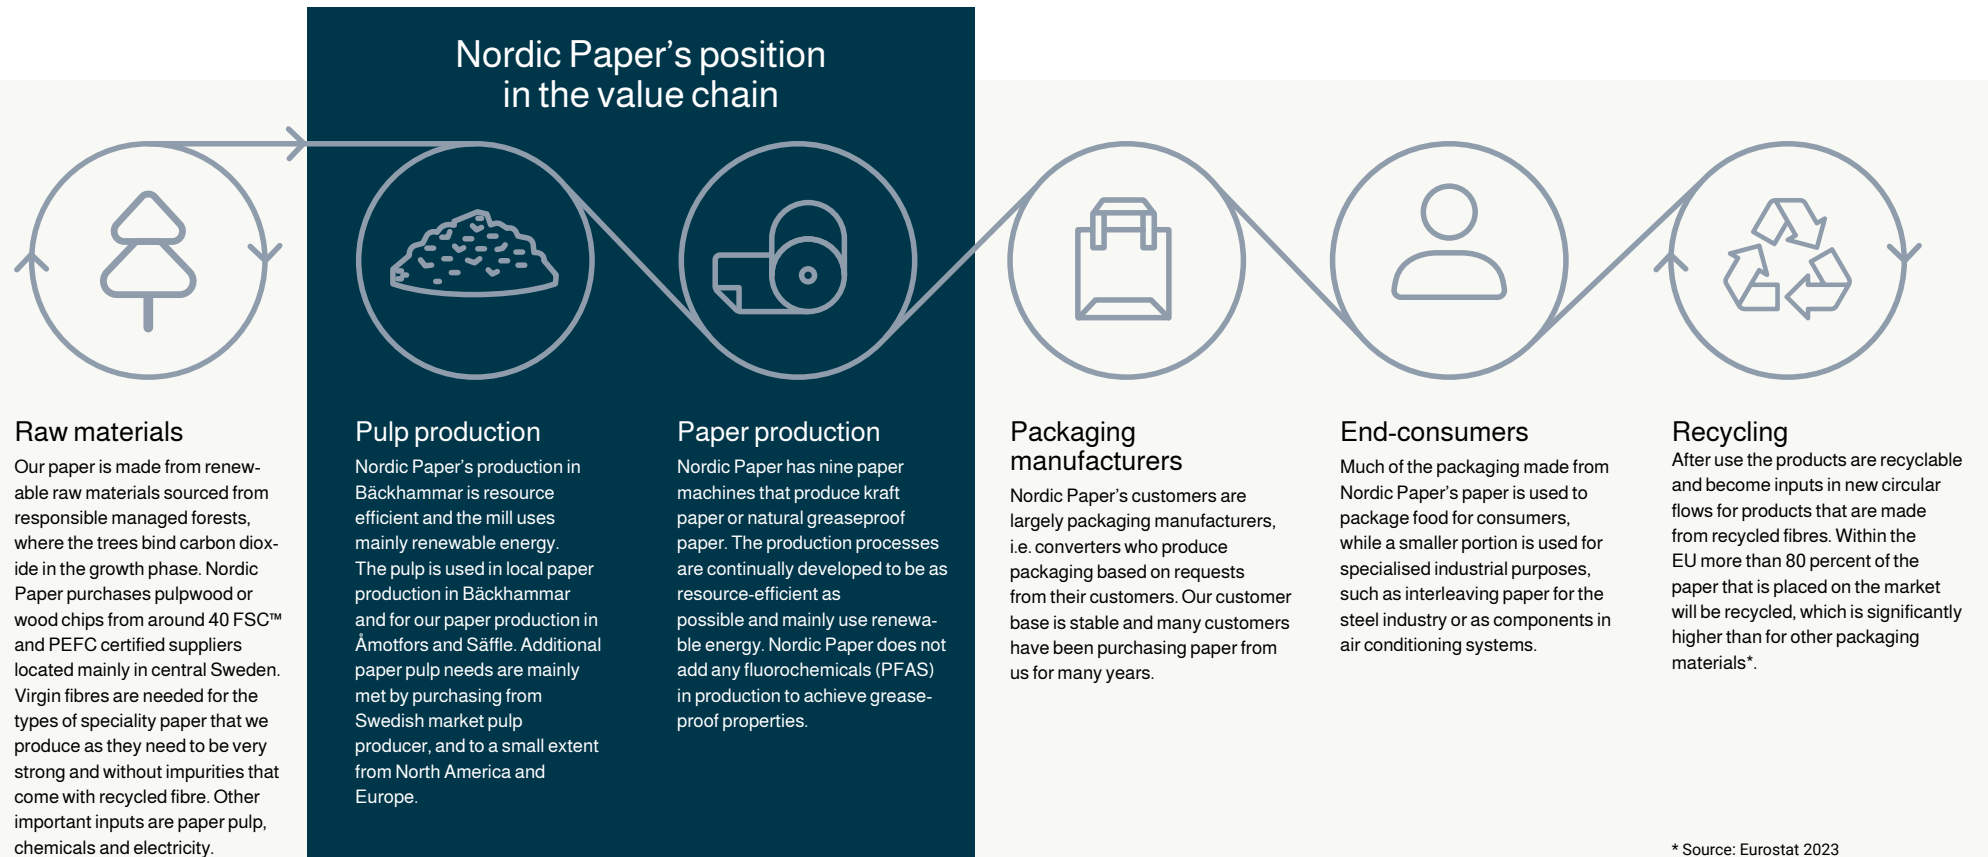 Nordic Paper’s position
in the value chain
Raw materials
Our paper is made from renew-
able raw materials sourced from
responsible managed forests,
where the trees bind carbon diox-
ide in the growth phase. Nordic
Paper purchases pulpwood or
wood chips from around 40 FSC™
and PEFC certified suppliers
located mainly in central Sweden.
Virgin fibres are needed for the
types of speciality paper that we
produce as they need to be very
strong and without impurities that
come with recycled fibre. Other
important inputs are paper pulp,
chemicals and electricity.
Pulp production
Nordic Paper’s production in
Bäckhammar is resource
efficient and the mill uses
mainly renewable energy.
The pulp is used in local paper
production in Bäckhammar
and for our paper production in
Åmotfors and Säffle. Additional
paper pulp needs are mainly
met by purchasing from
Swedish market pulp
producer, and to a small extent
from North America and
Europe.
Paper production
Nordic Paper has nine paper
machines that produce kraft
paper or natural greaseproof
paper. The production processes
are continually developed to be as
resource-efficient as
possible and mainly use renewa-
ble energy. Nordic Paper does not
add any fluorochemicals (PFAS)
in production to achieve grease-
proof properties.
Packaging
manufacturers
Nordic Paper’s customers are
largely packaging manufacturers,
i.e. converters who produce
packaging based on requests
from their customers. Our customer
base is stable and many customers
have been purchasing paper from
us for many years.
End-consumers
Much of the packaging made from
Nordic Paper’s paper is used to
package food for consumers,
while a smaller portion is used for
specialised industrial purposes,
such as interleaving paper for the
steel industry or as components in
air conditioning systems.
Recycling
After use the products are recyclable
and become inputs in new circular
flows for products that are made
from recycled fibres. Within the
EU more than 80 percent of the
paper that is placed on the market
will be recycled, which is significantly
higher than for other packaging
materials*.
* Source: Eurostat 2023